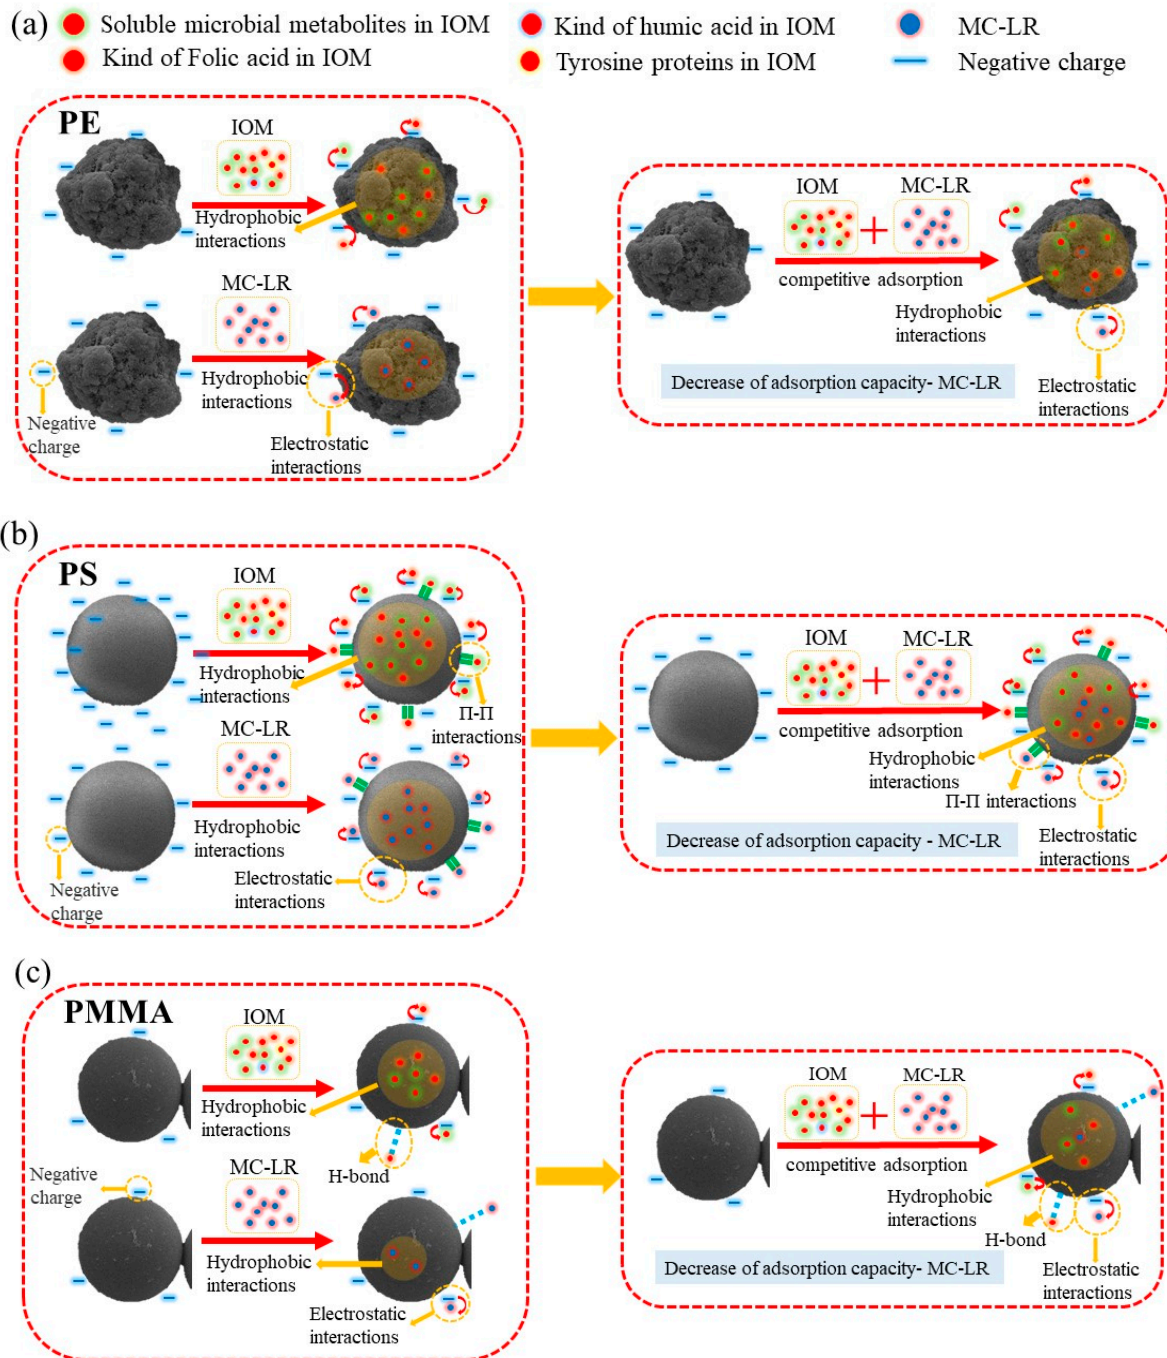 (a)
Soluble microbial metabolites in IOM
Kind of humic acid in IOM
MC-LR
Kind of Folic acid in IOM
Tyrosine proteins in IOM
Negative charge
PE
IOM
Hydrophobic
interactions
MC-LR
Hydrophobic
interactions
Negative
charge
Electrostatic
interactions
IOM
MC-LR
competitive adsorption
Hydrophobic
interactions
Decrease of adsorption capacity- MC-LR
Electrostatic
interactions
(b)
PS
IOM
Hydrophobic
interactions
Π-Π
interactions
MC-LR
Hydrophobic
interactions
Electrostatic
interactions
Negative
charge
IOM
MC-LR
competitive adsorption
Hydrophobic
interactions
Π-Π interactions
Decrease of adsorption capacity - MC-LR
Electrostatic
interactions
(c)
PMMA
IOM
Hydrophobic
interactions
H-bond
Negative
charge
MC-LR
Hydrophobic
interactions
Electrostatic
interactions
IOM
MC-LR
competitive adsorption
Hydrophobic
interactions
H-bond
Decrease of adsorption capacity- MC-LR
Electrostatic
interactions